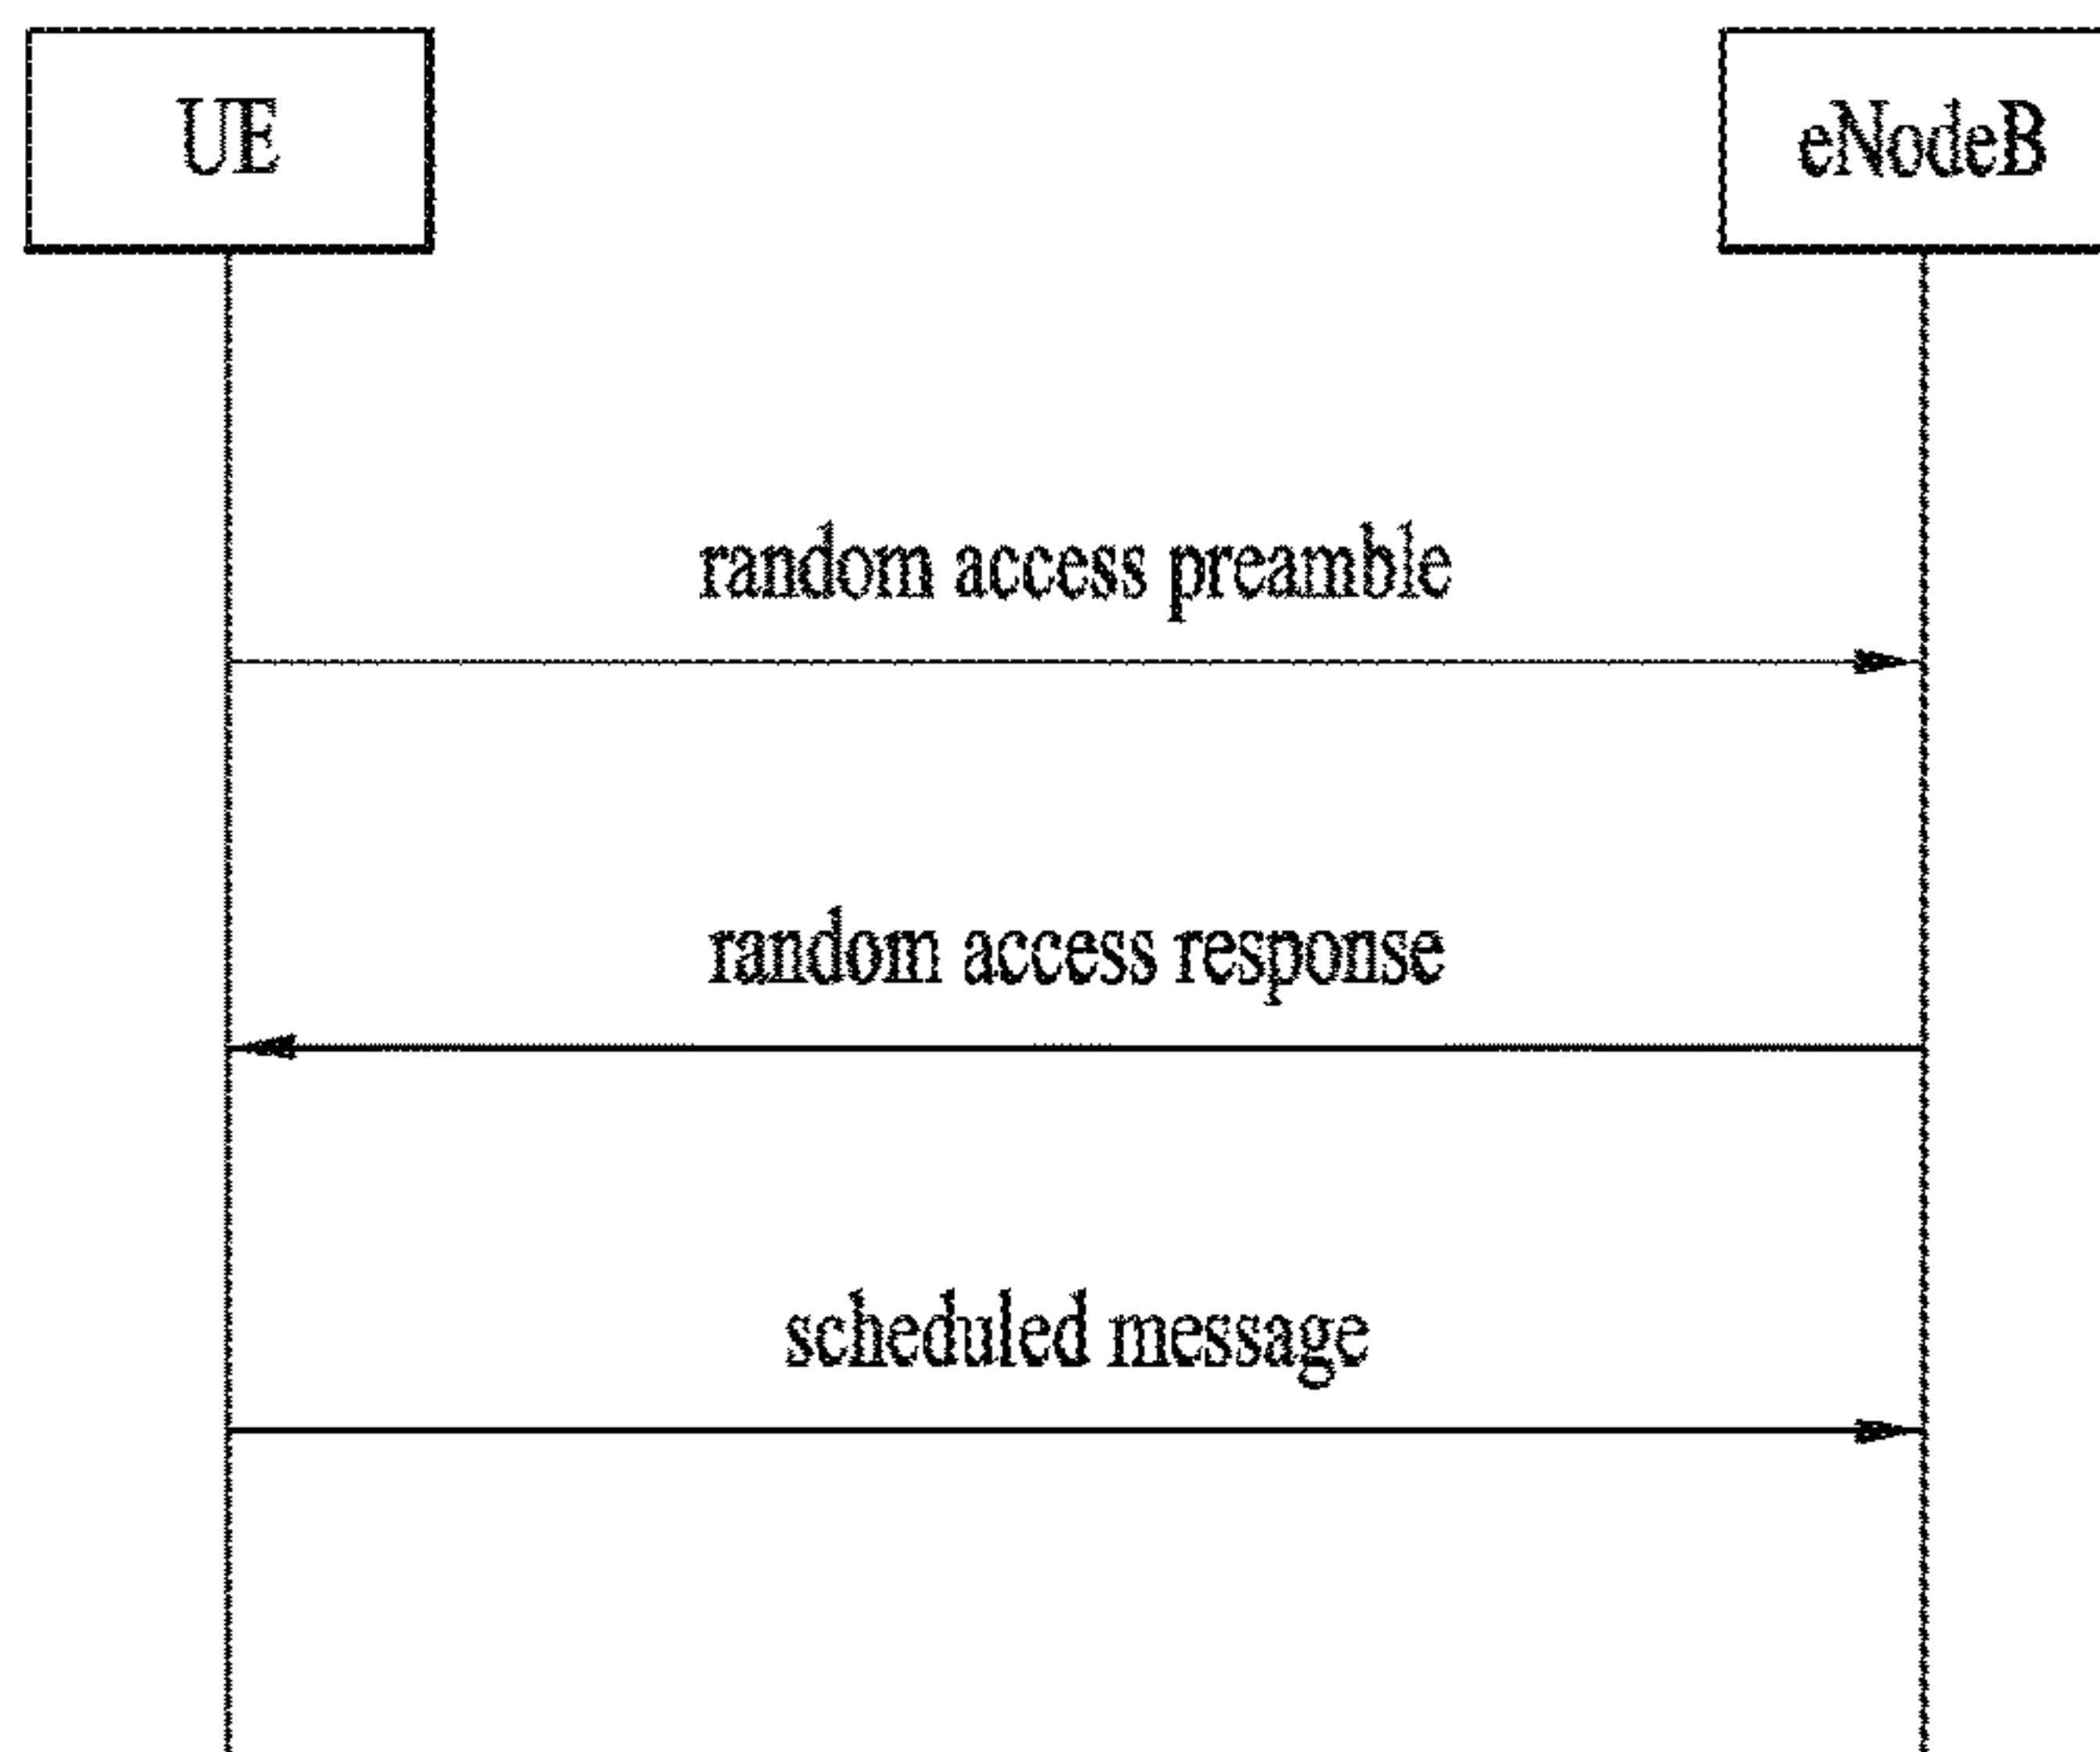 UE
eNodeB
random access preamble
random access response
scheduled message